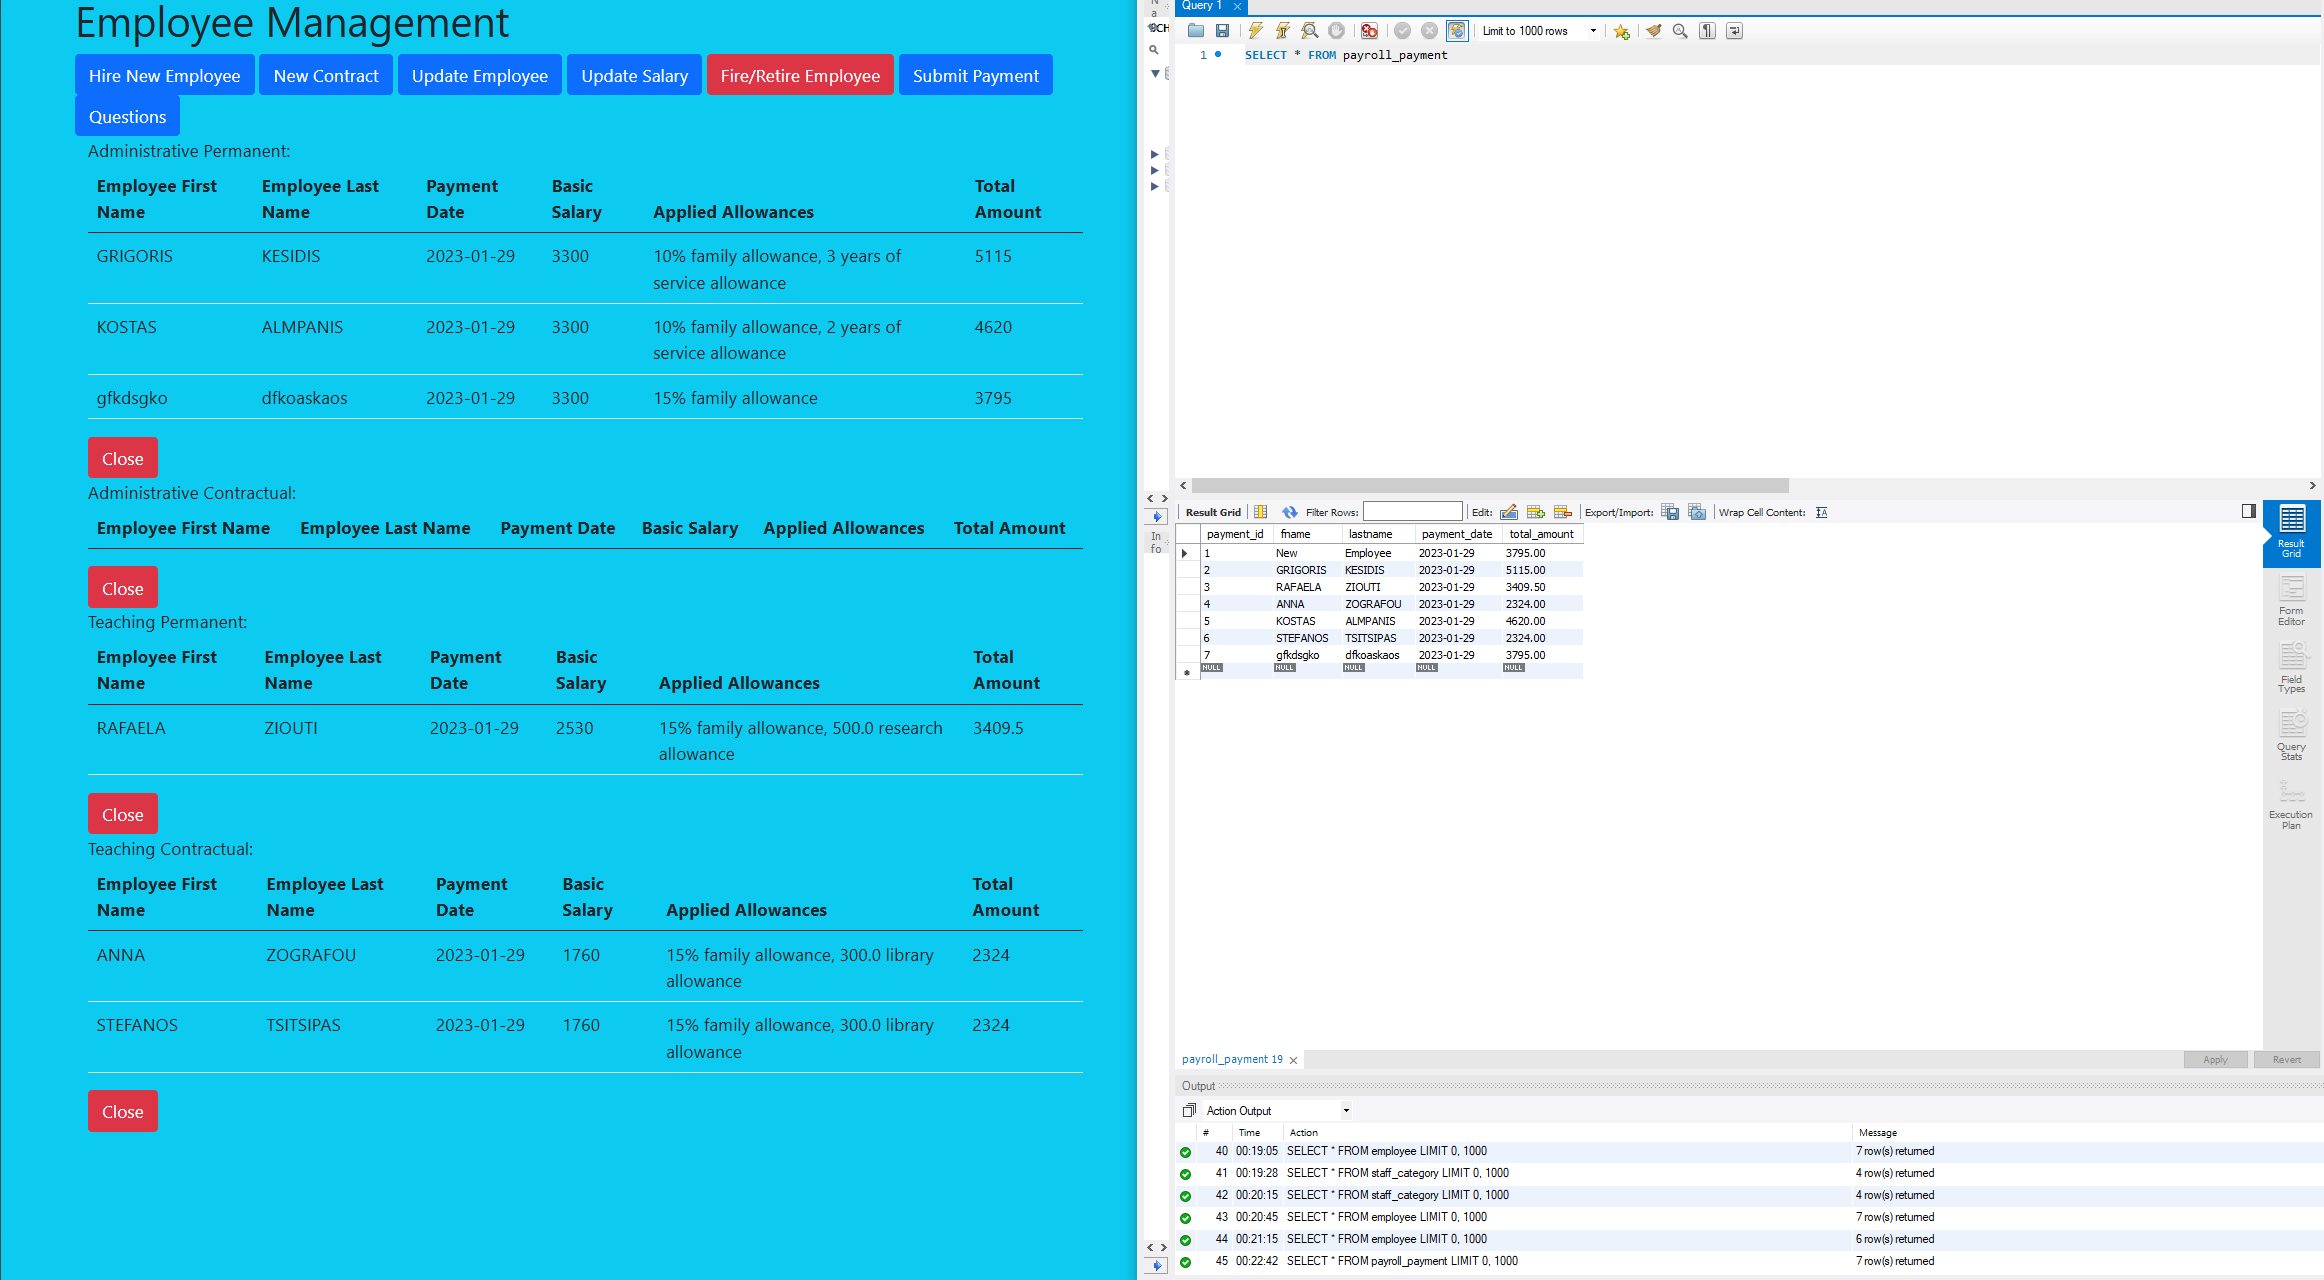 Employee Management
Hire New Employee New Contract Update Employee Update Salary Fire/Retire Employee Submit Payment
Questions
Administrative Permanent:
Employee First Name Employee Last Name Payment Date Basic Salary Applied Allowances Total Amount
GRIGORIS KESIDIS 2023-01-29 3300 10% family allowance, 3 years of service allowance 5115
KOSTAS ALMPANIS 2023-01-29 3300 10% family allowance, 2 years of service allowance 4620
gfkdsgko dfkoaskaos 2023-01-29 3300 15% family allowance 3795
Close
Administrative Contractual:
Employee First Name Employee Last Name Payment Date Basic Salary Applied Allowances Total Amount
Close
Teaching Permanent:
Employee First Name Employee Last Name Payment Date Basic Salary Applied Allowances Total Amount
RAFAELA ZIOUTI 2023-01-29 2530 15% family allowance, 500.0 research allowance 3409.5
Close
Teaching Contractual:
Employee First Name Employee Last Name Payment Date Basic Salary Applied Allowances Total Amount
ANNA ZOGRAFOU 2023-01-29 1760 15% family allowance, 300.0 library allowance 2324
STEFANOS TSITSIPAS 2023-01-29 1760 15% family allowance, 300.0 library allowance 2324
Close
Query 1
Limit to 1000 rows
1 SELECT * FROM payroll_payment
Result Grid Filter Rows: Edit: Export/Import: Wrap Cell Content:
In
fo
payment_id fname lastname payment_date total_amount
1 New Employee 2023-01-29 3795.00
2 GRIGORIS KESIDIS 2023-01-29 5115.00
3 RAFAELA ZIOUTI 2023-01-29 3409.50
4 ANNA ZOGRAFOU 2023-01-29 2324.00
5 KOSTAS ALMPANIS 2023-01-29 4620.00
6 STEFANOS TSITSIPAS 2023-01-29 2324.00
7 gfkdsgko dfkoaskaos 2023-01-29 3795.00
NULL NULL NULL NULL NULL
Result Grid
Form Editor
Field Types
Query Stats
Execution Plan
payroll_payment 19
Apply Revert
Output
Action Output
# Time Action Message
40 00:19:05 SELECT * FROM employee LIMIT 0, 1000 7 row(s) returned
41 00:19:28 SELECT * FROM staff_category LIMIT 0, 1000 4 row(s) returned
42 00:20:15 SELECT * FROM staff_category LIMIT 0, 1000 4 row(s) returned
43 00:20:45 SELECT * FROM employee LIMIT 0, 1000 7 row(s) returned
44 00:21:15 SELECT * FROM employee LIMIT 0, 1000 6 row(s) returned
45 00:22:42 SELECT * FROM payroll_payment LIMIT 0, 1000 7 row(s) returned